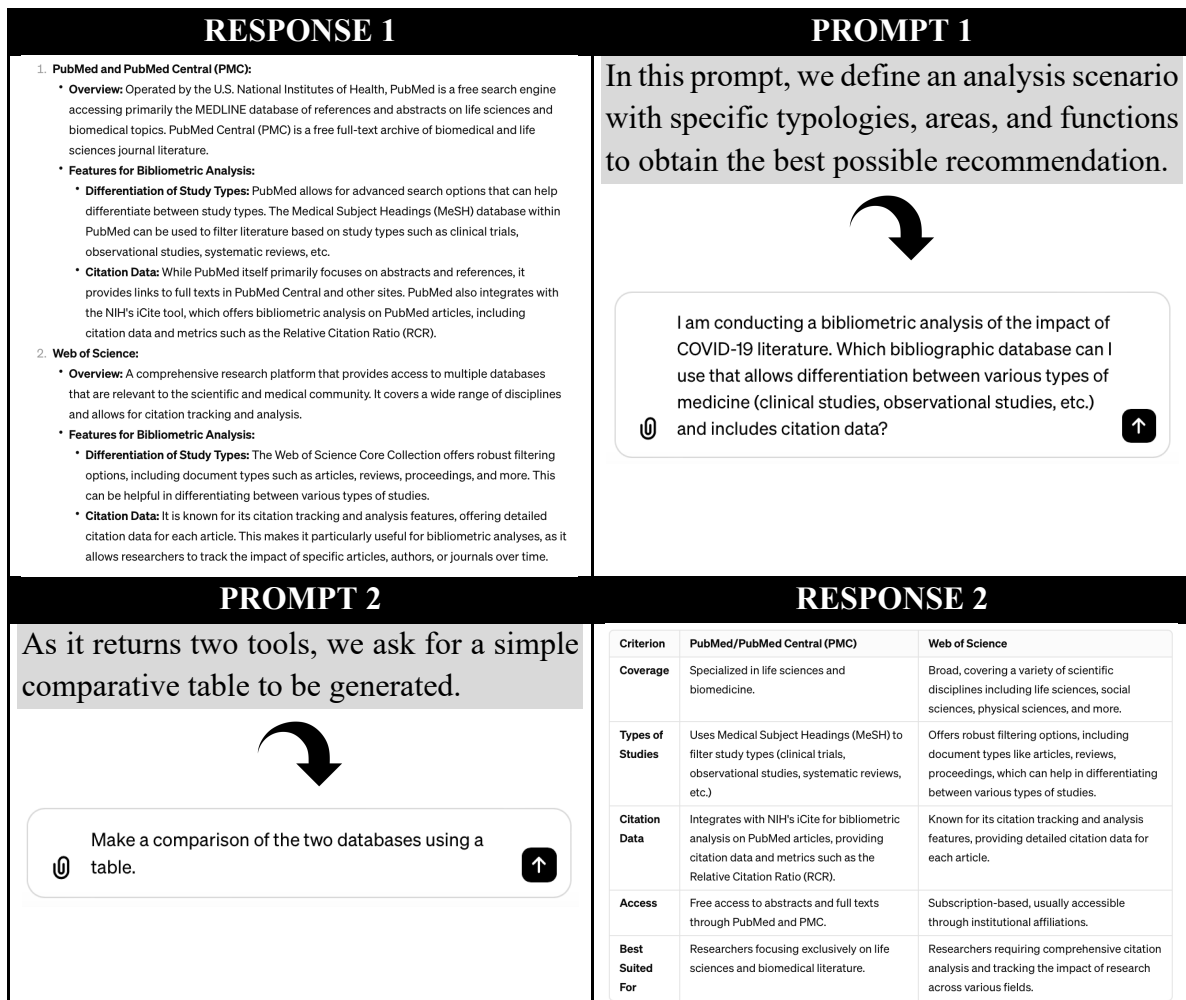 RESPONSE 1
1. PubMed and PubMed Central (PMC):
• Overview: Operated by the U.S. National Institutes of Health, PubMed is a free search engine
accessing primarily the MEDLINE database of references and abstracts on life sciences and
biomedical topics. PubMed Central (PMC) is a free full-text archive of biomedical and life
sciences journal literature.
• Features for Bibliometric Analysis:
• Differentiation of Study Types: PubMed allows for advanced search options that can help
differentiate between study types. The Medical Subject Headings (MeSH) database within
PubMed can be used to filter literature based on study types such as clinical trials,
observational studies, systematic reviews, etc.
• Citation Data: While PubMed itself primarily focuses on abstracts and references, it
provides links to full texts in PubMed Central and other sites. PubMed also integrates with
the NIH's iCite tool, which offers bibliometric analysis on PubMed articles, including
citation data and metrics such as the Relative Citation Ratio (RCR).
2. Web of Science:
• Overview: A comprehensive research platform that provides access to multiple databases
that are relevant to the scientific and medical community. It covers a wide range of disciplines
and allows for citation tracking and analysis.
• Features for Bibliometric Analysis:
• Differentiation of Study Types: The Web of Science Core Collection offers robust filtering
options, including document types such as articles, reviews, proceedings, and more. This
can be helpful in differentiating between various types of studies.
• Citation Data: It is known for its citation tracking and analysis features, offering detailed
citation data for each article. This makes it particularly useful for bibliometric analyses, as it
allows researchers to track the impact of specific articles, authors, or journals over time.
PROMPT 1
In this prompt, we define an analysis scenario
with specific typologies, areas, and functions
to obtain the best possible recommendation.
I am conducting a bibliometric analysis of the impact of
COVID-19 literature. Which bibliographic database can I
use that allows differentiation between various types of
medicine (clinical studies, observational studies, etc.)
and includes citation data?
PROMPT 2
As it returns two tools, we ask for a simple
comparative table to be generated.
Make a comparison of the two databases using a
table.
RESPONSE 2
Criterion
PubMed/PubMed Central (PMC)
Web of Science
Coverage
Specialized in life sciences and
biomedicine.
Broad, covering a variety of scientific
disciplines including life sciences, social
sciences, physical sciences, and more.
Types of
Studies
Uses Medical Subject Headings (MeSH) to
filter study types (clinical trials,
observational studies, systematic reviews,
etc.)
Offers robust filtering options, including
document types like articles, reviews,
proceedings, which can help in differentiating
between various types of studies.
Citation
Data
Integrates with NIH's iCite for bibliometric
analysis on PubMed articles, providing
citation data and metrics such as the
Relative Citation Ratio (RCR).
Known for its citation tracking and analysis
features, providing detailed citation data for
each article.
Access
Free access to abstracts and full texts
through PubMed and PMC.
Subscription-based, usually accessible
through institutional affiliations.
Best
Suited
For
Researchers focusing exclusively on life
sciences and biomedical literature.
Researchers requiring comprehensive citation
analysis and tracking the impact of research
across various fields.